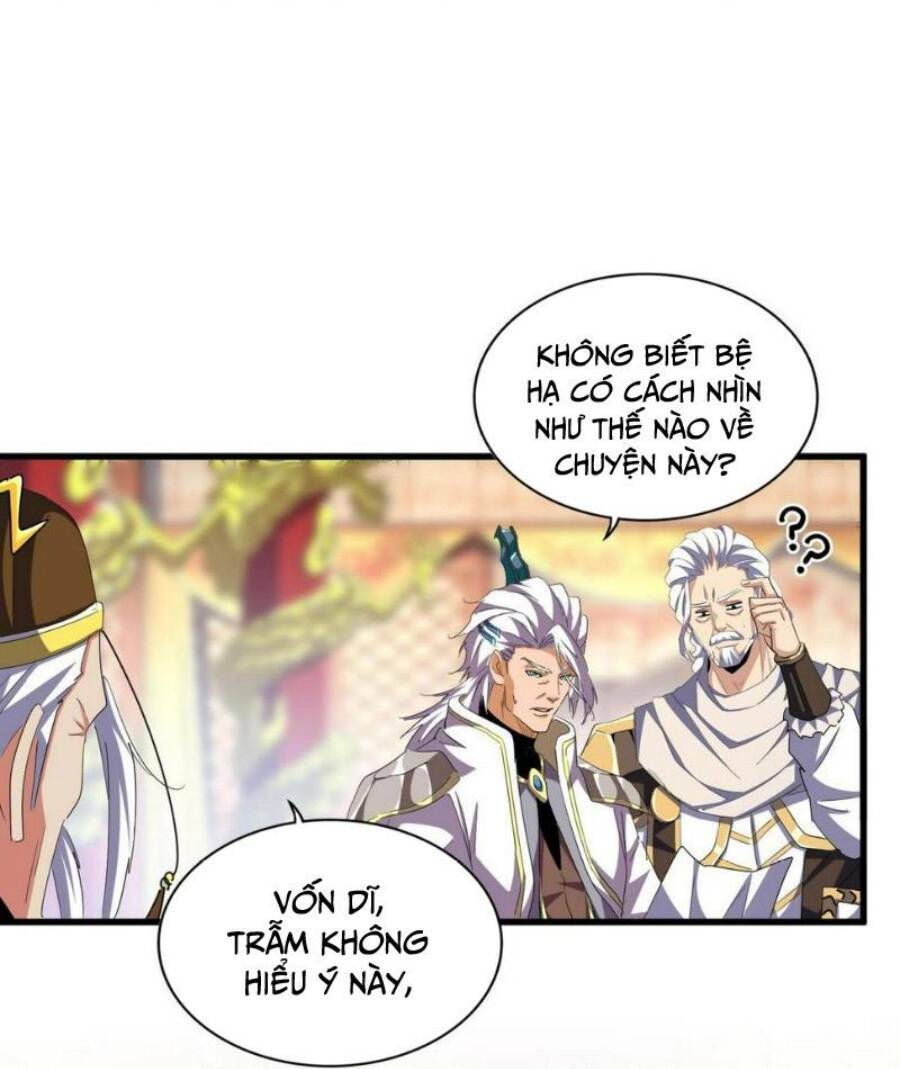 KHÔNG BIẾT BỆ
HẠ CÓ CÁCH NHÌN
NHƯ THẾ NÀO VỀ
CHUYỆN NÀY?
??
VỐN DĨ,
TRẪM KHÔNG
HIỂU Ý NÀY,